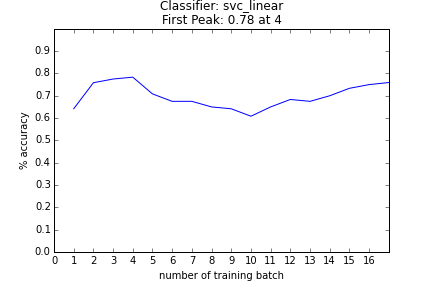 Classifier: svc_linear
First Peak: 0.78 at 4
0.9
0.8
0.7
0.6
0.5
0.4
0.3
0.2
0.1
0.0
% accuracy
0 1 2 3 4 5 6 7 8 9 10 11 12 13 14 15 16
number of training batch